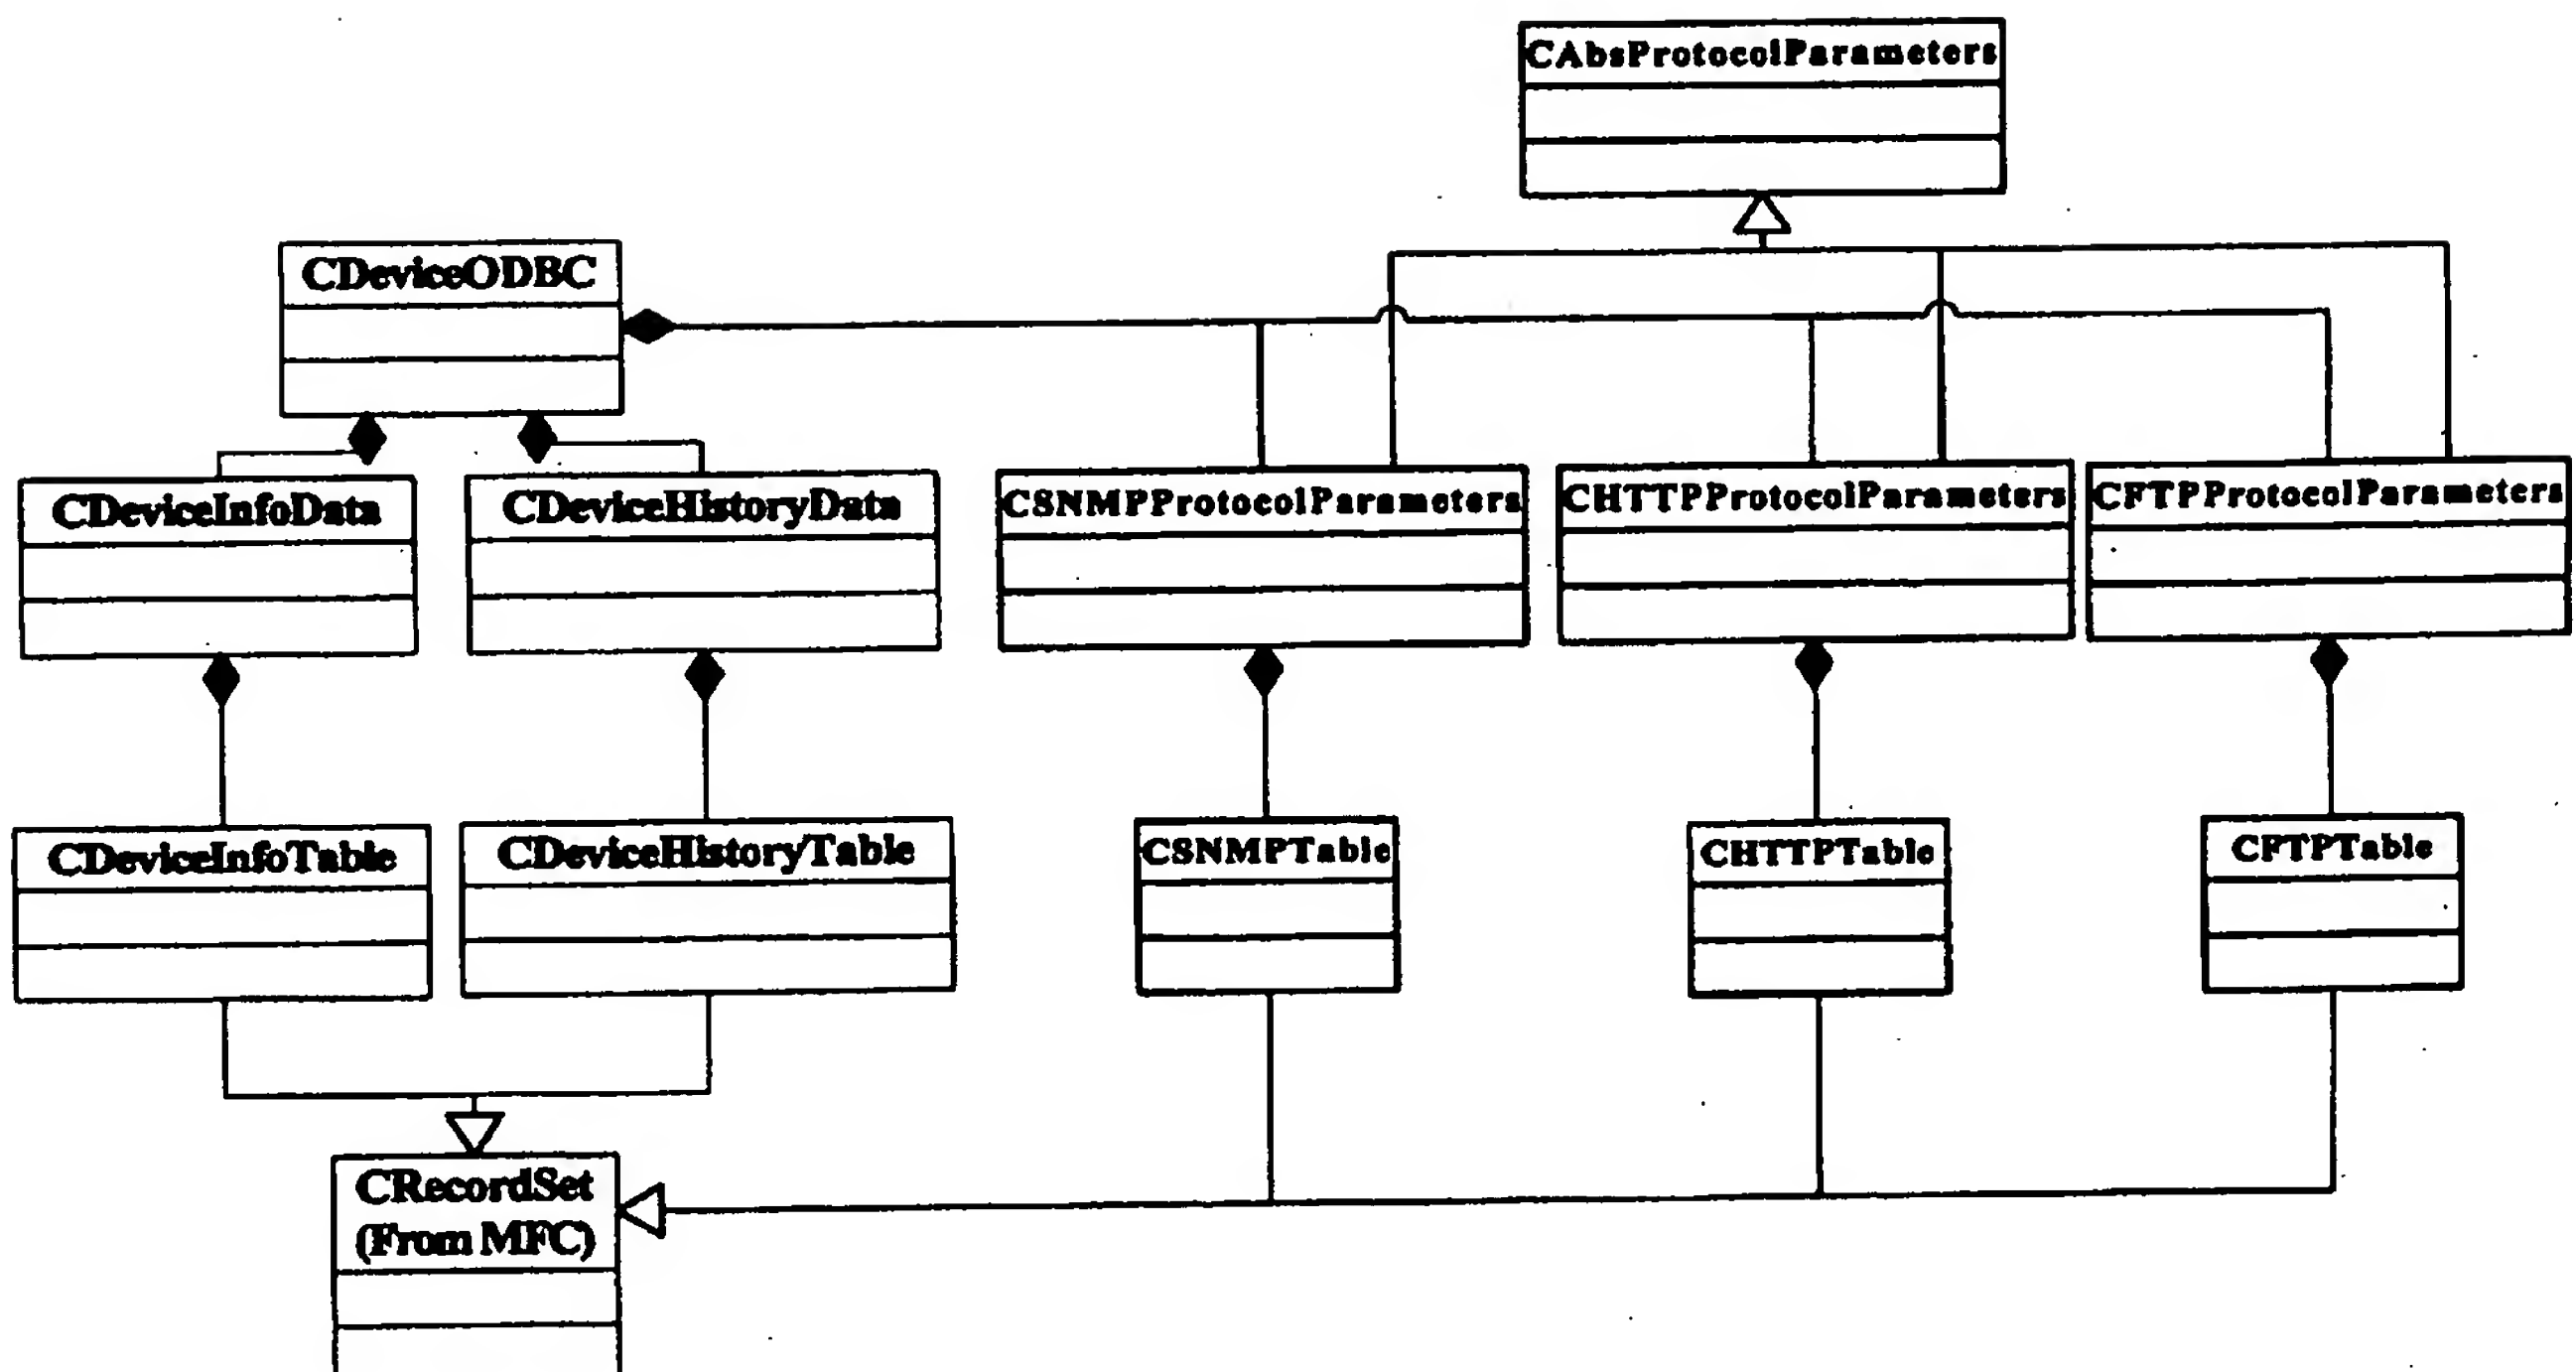 CAbsProtocolParameters
CDeviceODBC
CDeviceInfoData
CDeviceHistoryData
CSNMPProtocolParameters
CHTTPProtocolParameters
CFTPProtocolParameters
CDeviceInfoTable
CDeviceHistoryTable
CSNMPTable
CHTTPTable
CFTPTable
CRecordSet
(From MFC)